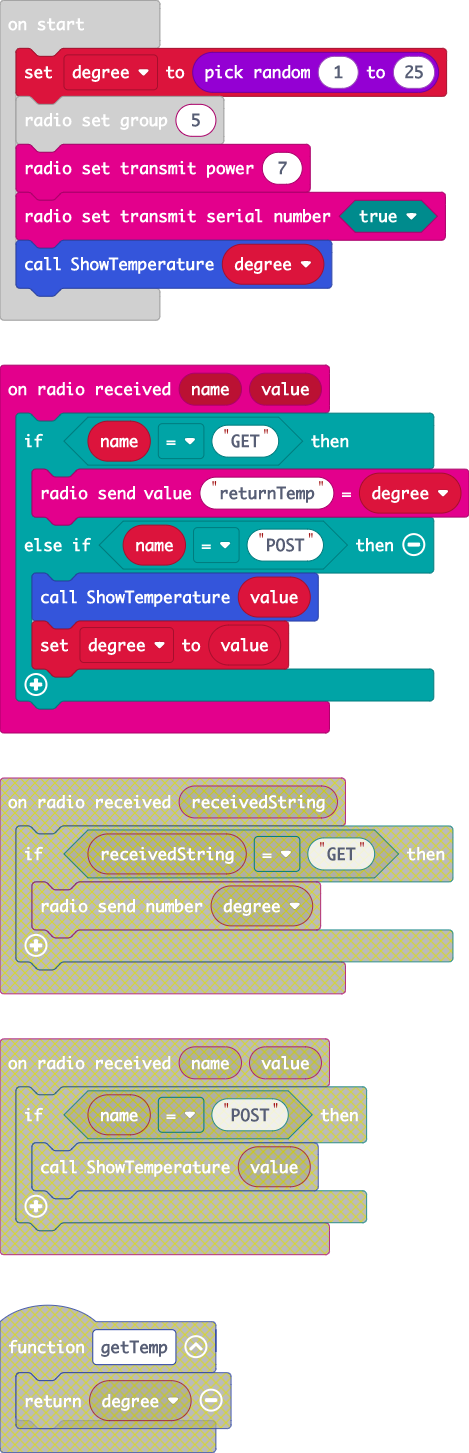 on start
set degree to pick random 1 to 25
radio set group 5
radio set transmit power 7
radio set transmit serial number true
call ShowTemperature degree
on radio received name value
if name = "GET" then
radio send value "returnTemp" = degree
else if name = "POST" then
call ShowTemperature value
set degree to value
on radio received receivedString
if receivedString = "GET" then
radio send number degree
on radio received name value
if name = "POST" then
call ShowTemperature value
function getTemp
return degree